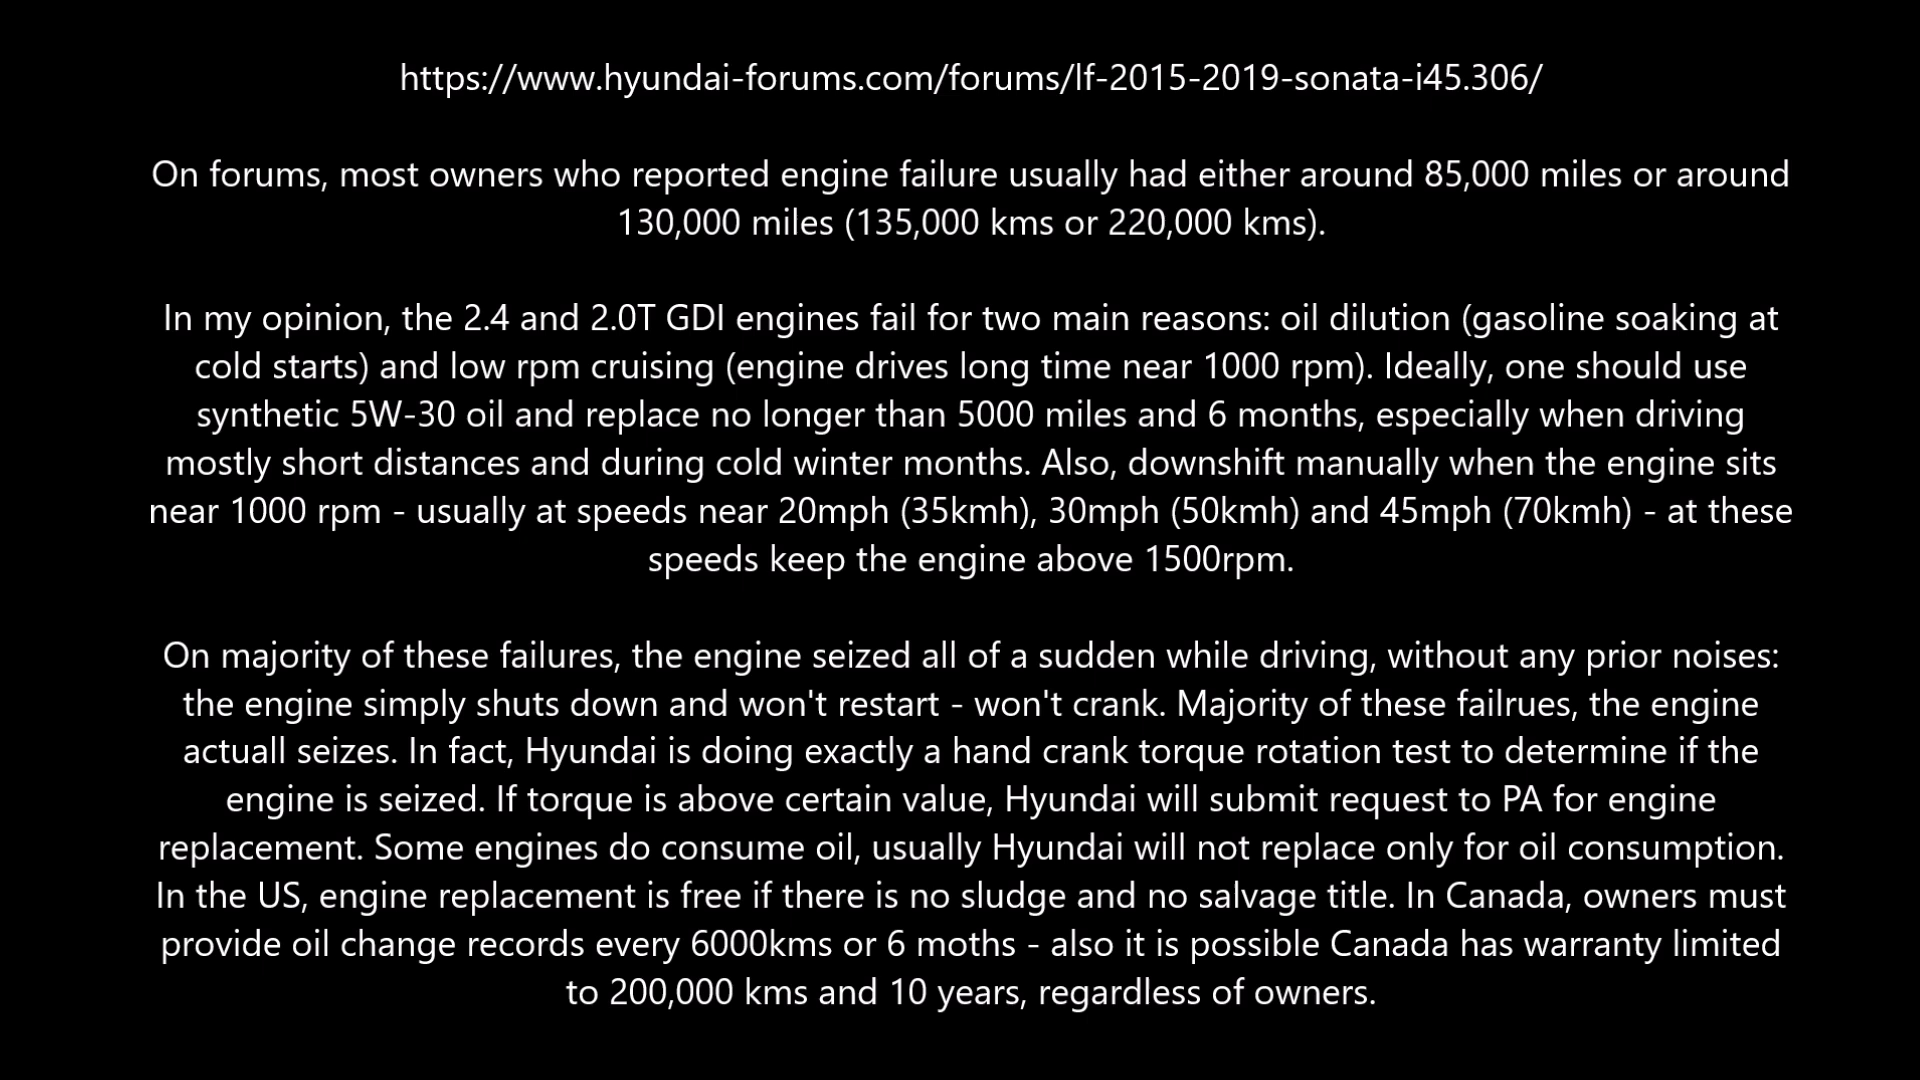 https://www.hyundai-forums.com/forums/lf-2015-2019-sonata-i45.306/
On forums, most owners who reported engine failure usually had either around 85,000 miles or around
130,000 miles (135,000 kms or 220,000 kms).
In my opinion, the 2.4 and 2.0T GDI engines fail for two main reasons: oil dilution (gasoline soaking at
cold starts) and low rpm cruising (engine drives long time near 1000 rpm). Ideally, one should use
synthetic 5W-30 oil and replace no longer than 5000 miles and 6 months, especially when driving
mostly short distances and during cold winter months. Also, downshift manually when the engine sits
near 1000 rpm - usually at speeds near 20mph (35kmh), 30mph (50kmh) and 45mph (70kmh) - at these
speeds keep the engine above 1500rpm.
On majority of these failures, the engine seized all of a sudden while driving, without any prior noises:
the engine simply shuts down and won't restart - won't crank. Majority of these failrues, the engine
actuall seizes. In fact, Hyundai is doing exactly a hand crank torque rotation test to determine if the
engine is seized. If torque is above certain value, Hyundai will submit request to PA for engine
replacement. Some engines do consume oil, usually Hyundai will not replace only for oil consumption.
In the US, engine replacement is free if there is no sludge and no salvage title. In Canada, owners must
provide oil change records every 6000kms or 6 moths - also it is possible Canada has warranty limited
to 200,000 kms and 10 years, regardless of owners.